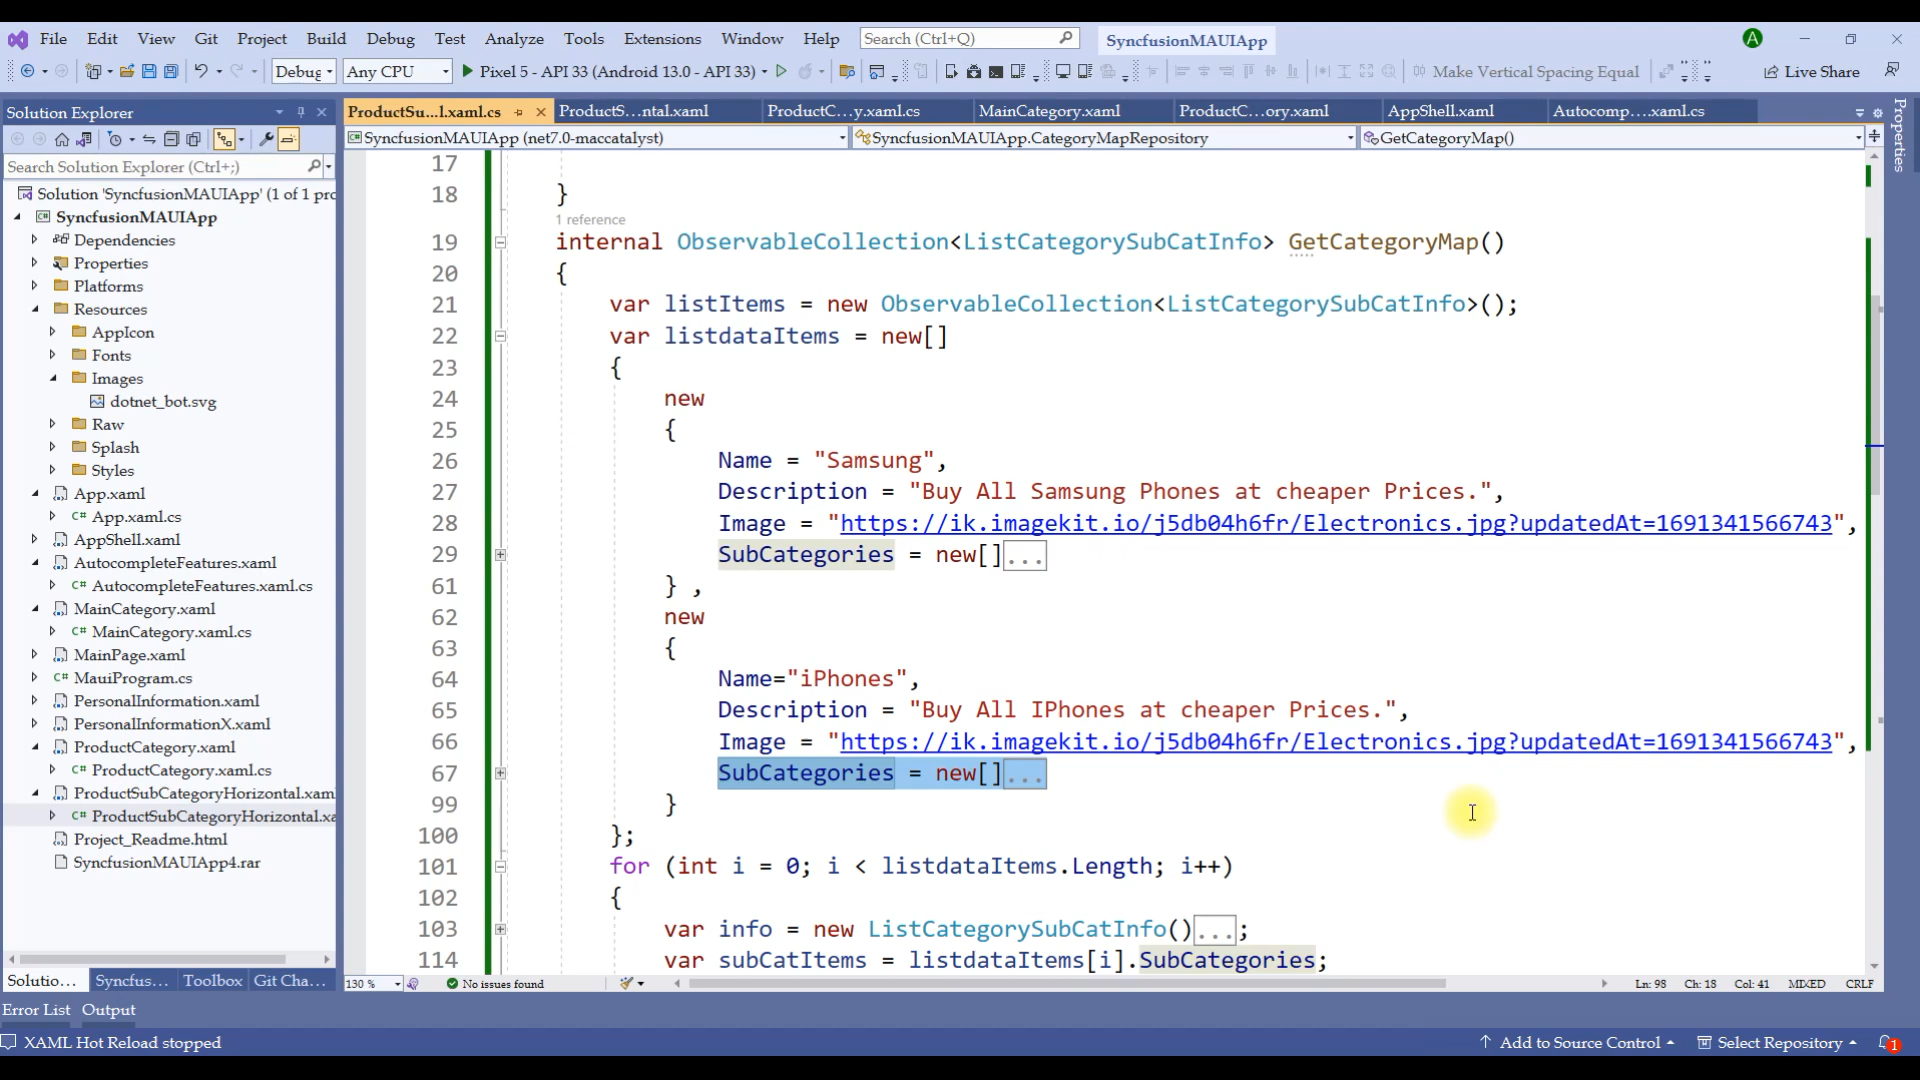 File Edit View Git Project Build Debug Test Analyze Tools Extensions Window Help Search (Ctrl+Q) SyncfusionMAUIApp A
Debug Any CPU Pixel 5 - API 33 (Android 13.0 - API 33) Make Vertical Spacing Equal Live Share
Solution Explorer
Search Solution Explorer (Ctrl+;)
Solution 'SyncfusionMAUIApp' (1 of 1 pro
SyncfusionMAUIApp
Dependencies
Properties
Platforms
Resources
AppIcon
Fonts
Images
dotnet_bot.svg
Raw
Splash
Styles
App.xaml
C# App.xaml.cs
AppShell.xaml
AutocompleteFeatures.xaml
C# AutocompleteFeatures.xaml.cs
MainCategory.xaml
C# MainCategory.xaml.cs
MainPage.xaml
C# MauiProgram.cs
PersonalInformation.xaml
PersonalInformationX.xaml
ProductCategory.xaml
C# ProductCategory.xaml.cs
ProductSubCategoryHorizontal.xam
C# ProductSubCategoryHorizontal.xa
Project_Readme.html
SyncfusionMAUIApp4.rar
Solutio... Syncfus... Toolbox Git Cha...
ProductSu...l.xaml.cs ProductS...ntal.xaml ProductC...y.xaml.cs MainCategory.xaml ProductC...ory.xaml AppShell.xaml Autocomp....xaml.cs
SyncfusionMAUIApp (net7.0-maccatalyst) SyncfusionMAUIApp.CategoryMapRepository GetCategoryMap()
17
18 }
1 reference
19 internal ObservableCollection<ListCategorySubCatInfo> GetCategoryMap()
20 {
21 var listItems = new ObservableCollection<ListCategorySubCatInfo>();
22 var listdataItems = new[]
23 {
24 new
25 {
26 Name = "Samsung",
27 Description = "Buy All Samsung Phones at cheaper Prices.",
28 Image = "https://ik.imagekit.io/j5db04h6fr/Electronics.jpg?updatedAt=1691341566743",
29 SubCategories = new[]...
61 } ,
62 new
63 {
64 Name="iPhones",
65 Description = "Buy All IPhones at cheaper Prices.",
66 Image = "https://ik.imagekit.io/j5db04h6fr/Electronics.jpg?updatedAt=1691341566743",
67 SubCategories = new[]...
99 }
100 };
101 for (int i = 0; i < listdataItems.Length; i++)
102 {
103 var info = new ListCategorySubCatInfo()...;
114 var subCatItems = listdataItems[i].SubCategories;
130 % No issues found Ln: 98 Ch: 18 Col: 41 MIXED CRLF
Properties
Error List Output
XAML Hot Reload stopped Add to Source Control Select Repository 1